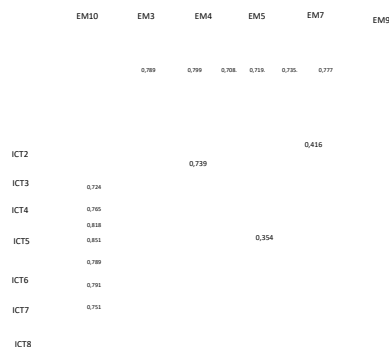 EM10 EM3 EM4 EM5 EM7 EM9
0,789 0,799 0,708. 0,719. 0,735. 0,777
0,416
ICT2
0,739
ICT3
0,724
ICT4 0,765
0,818
ICT5 0,851 0,354
0,789
ICT6
0,791
ICT7 0,751
ICT8